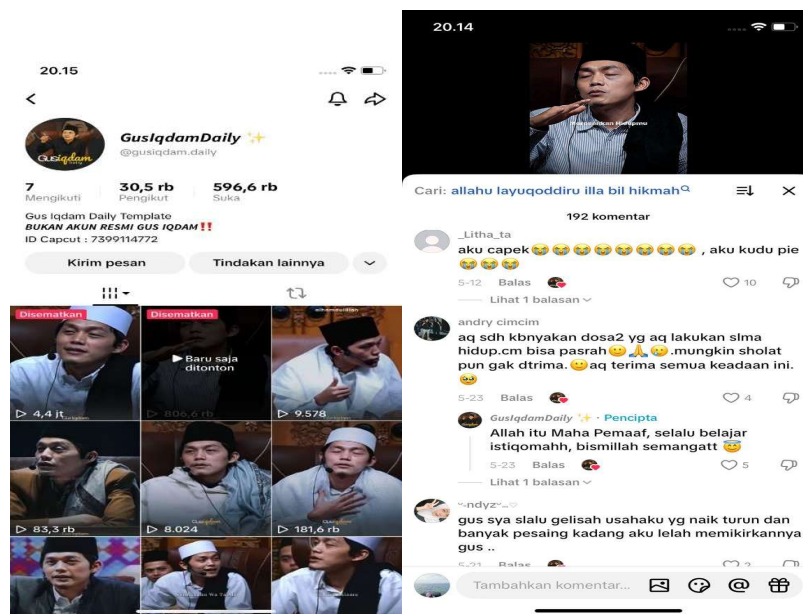 20.15
GusIqdamDaily ✨
@gusiqdam.daily
Gusiqdam
7
Mengikuti
30,5 rb
Pengikut
596,6 rb
Suka
Gus Iqdam Daily Template
BUKAN AKUN RESMI GUS IQDAM‼️
ID Capcut : 7399114772
Kirim pesan
Tindakan lainnya
Disematkan
Disematkan
Baru saja
ditonton
4,4 jt
806,6 rb
9.578
83,3 rb
8.024
181,6 rb
20.14
Cari: allahu layuqoddiru illa bil hikmah
192 komentar
_Litha_ta
aku capek😭😭😭😭😭😭😭😭 , aku kudu pie
😭😭😭
5-12 Balas
10
Lihat 1 balasan
andry cimcim
aq sdh kbnyakan dosa2 yg aq lakukan slma
hidup.cm bisa pasrah🙂🙏🥲.mungkin sholat
pun gak dtrima.🙂aq terima semua keadaan ini.
🥹
5-23 Balas
4
GusIqdamDaily ✨ · Pencipta
Allah itu Maha Pemaaf, selalu belajar
istiqomahh, bismillah semangatt 😇
5-23 Balas
5
Lihat 1 balasan
gus sya slalu gelisah usahaku yg naik turun dan
banyak pesaing kadang aku lelah memikirkannya
gus ..
5-21 Balas
2
Tambahkan komentar...